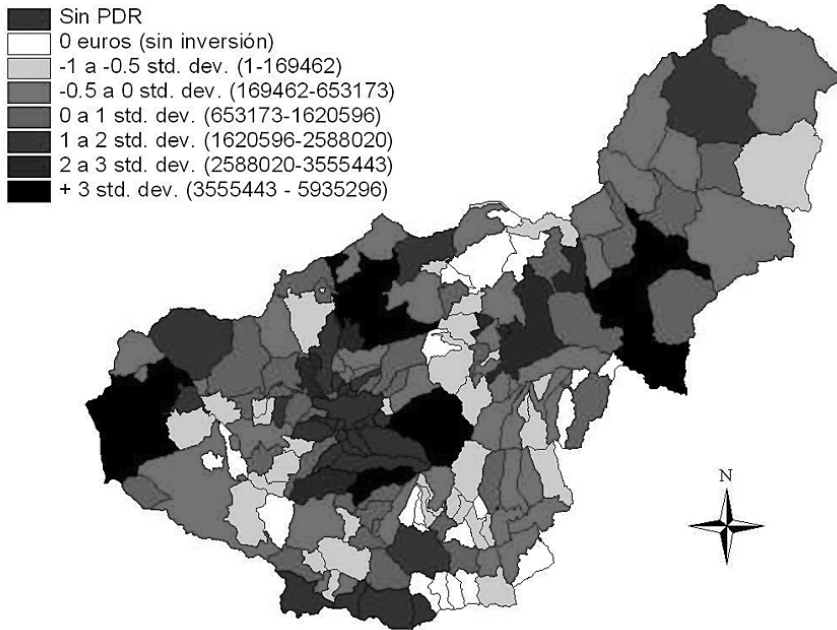 Sin PDR
0 euros (sin inversión)
-1 a -0.5 std. dev. (1-169462)
-0.5 a 0 std. dev. (169462-653173)
0 a 1 std. dev. (653173-1620596)
1 a 2 std. dev. (1620596-2588020)
2 a 3 std. dev. (2588020-3555443)
+ 3 std. dev. (3555443 - 5935296)
N